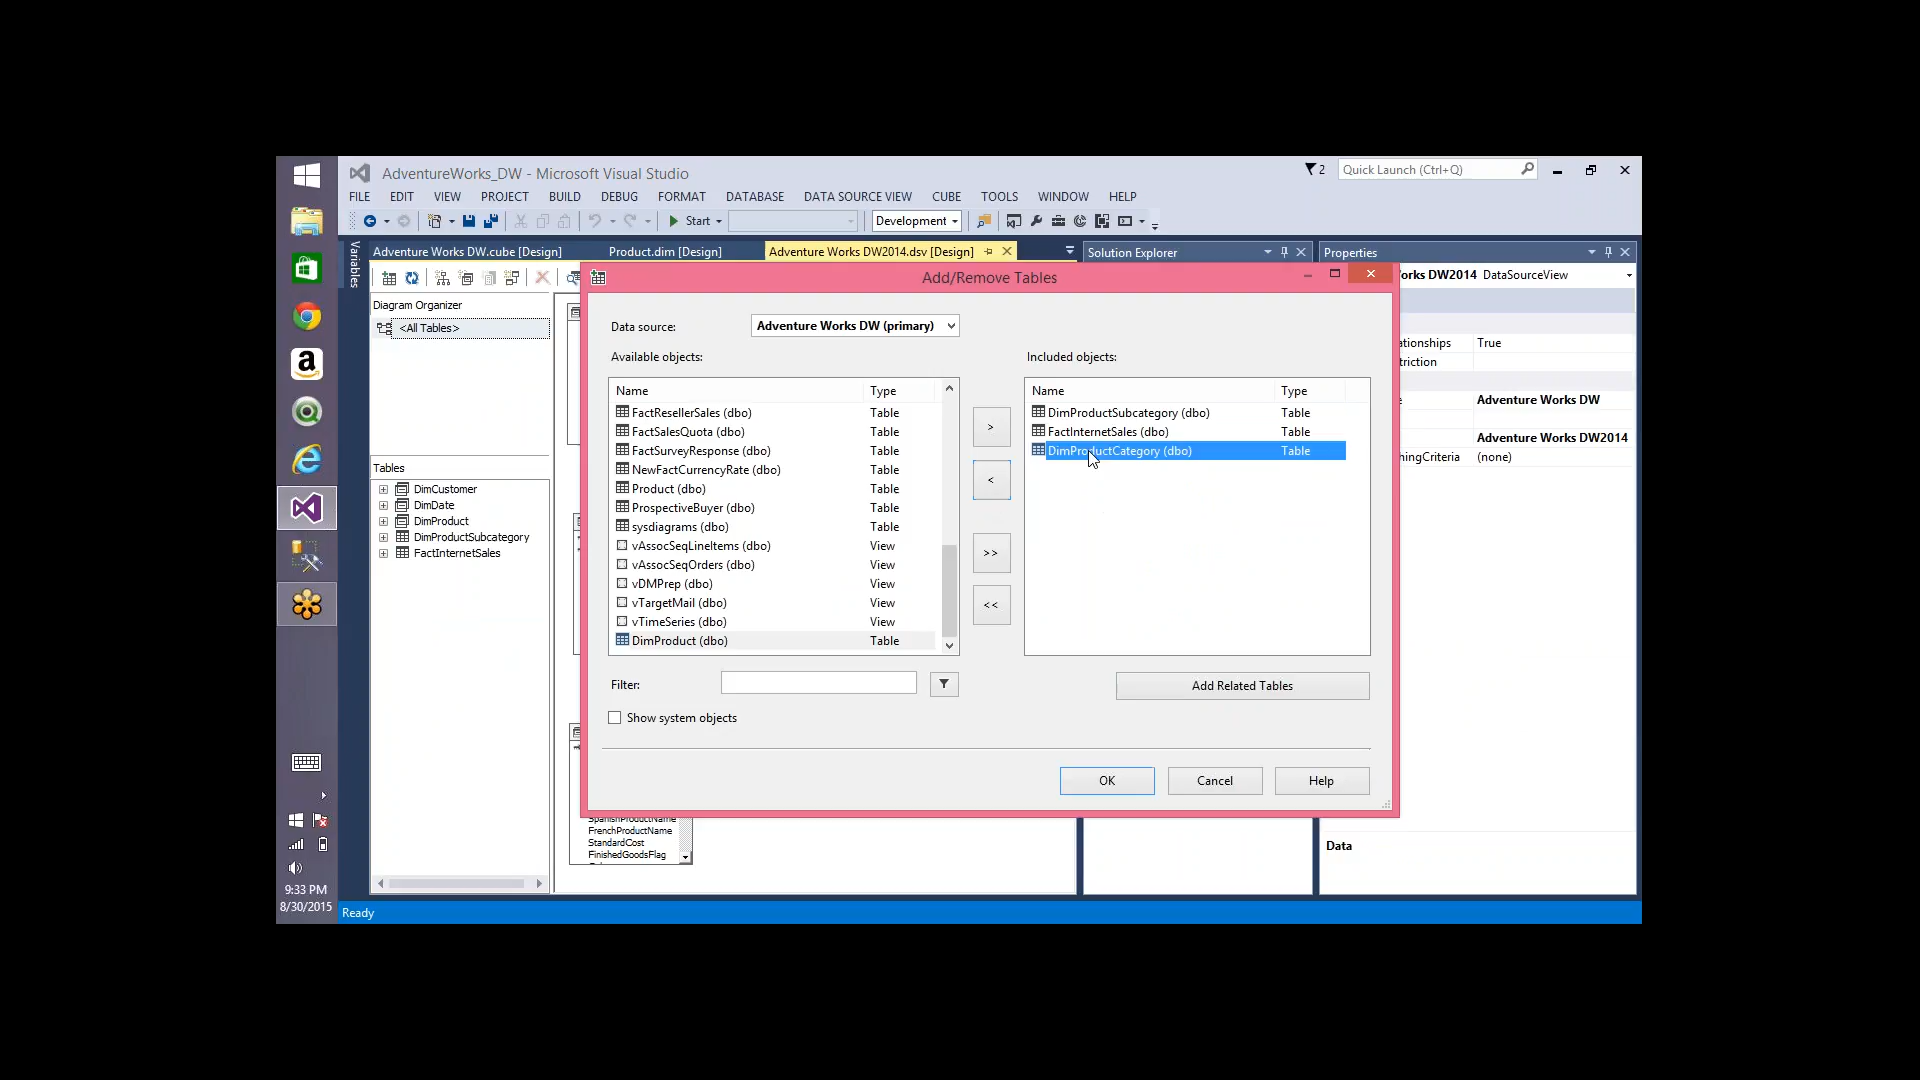 AdventureWorks_DW - Microsoft Visual Studio
2
Quick Launch (Ctrl+Q)
FILE EDIT VIEW PROJECT BUILD DEBUG FORMAT DATABASE DATA SOURCE VIEW CUBE TOOLS WINDOW HELP
Start
Development
Variables
Adventure Works DW.cube [Design]
Product.dim [Design]
Adventure Works DW2014.dsv [Design]
Solution Explorer
Properties
Diagram Organizer
<All Tables>
Tables
DimCustomer
DimDate
DimProduct
DimProductSubcategory
FactInternetSales
Add/Remove Tables
Data source:
Adventure Works DW (primary)
Available objects:
Name Type
FactResellerSales (dbo) Table
FactSalesQuota (dbo) Table
FactSurveyResponse (dbo) Table
NewFactCurrencyRate (dbo) Table
Product (dbo) Table
ProspectiveBuyer (dbo) Table
sysdiagrams (dbo) Table
vAssocSeqLineItems (dbo) View
vAssocSeqOrders (dbo) View
vDMPrep (dbo) View
vTargetMail (dbo) View
vTimeSeries (dbo) View
DimProduct (dbo) Table
>
<
>>
<<
Included objects:
Name Type
DimProductSubcategory (dbo) Table
FactInternetSales (dbo) Table
DimProductCategory (dbo) Table
Filter:
Add Related Tables
Show system objects
OK
Cancel
Help
orks DW2014 DataSourceView
ationships True
triction
Adventure Works DW
Adventure Works DW2014
hingCriteria (none)
Data
SpanishProductName
FrenchProductName
StandardCost
FinishedGoodsFlag
9:33 PM
8/30/2015
Ready